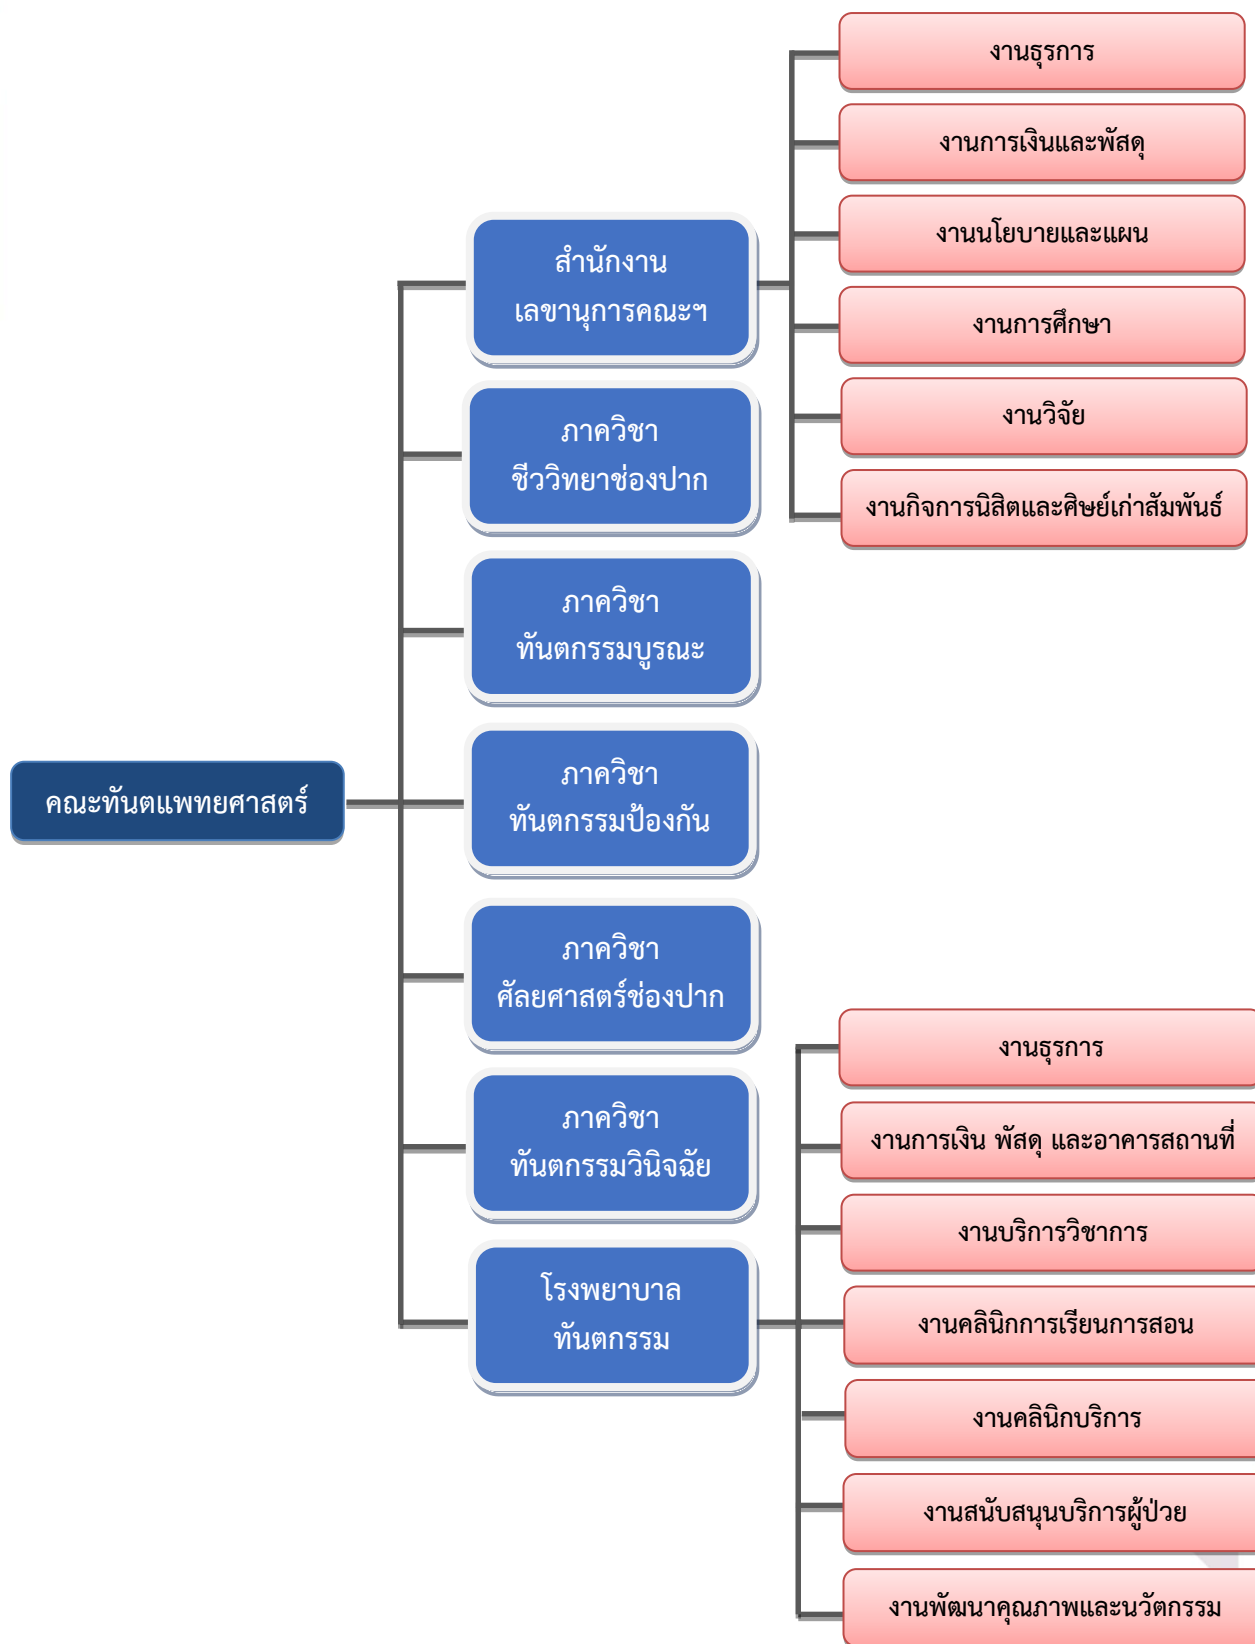 คณะทันตแพทยศาสตร์
สำนักงาน
เลขานุการคณะฯ
งานธุรการ
งานการเงินและพัสดุ
งานนโยบายและแผน
งานการศึกษา
งานวิจัย
งานกิจการนิสิตและศิษย์เก่าสัมพันธ์
ภาควิชา
ชีววิทยาช่องปาก
ภาควิชา
ทันตกรรมบูรณะ
ภาควิชา
ทันตกรรมป้องกัน
ภาควิชา
ศัลยศาสตร์ช่องปาก
ภาควิชา
ทันตกรรมวินิจฉัย
โรงพยาบาล
ทันตกรรม
งานธุรการ
งานการเงิน พัสดุ และอาคารสถานที่
งานบริการวิชาการ
งานคลินิกการเรียนการสอน
งานคลินิกบริการ
งานสนับสนุนบริการผู้ป่วย
งานพัฒนาคุณภาพและนวัตกรรม